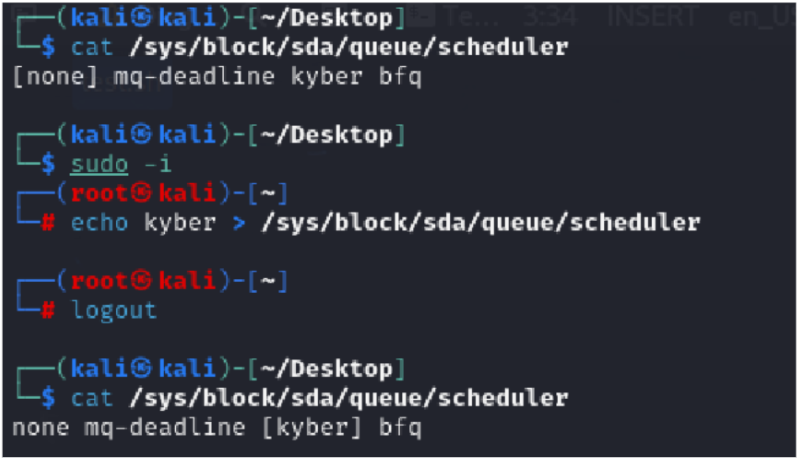 Te... 3:34 INSERT en_U
┌──(kali㉿kali)-[~/Desktop]
└─$ cat /sys/block/sda/queue/scheduler
[none] mq-deadline kyber bfq
┌──(kali㉿kali)-[~/Desktop]
└─$ sudo -i
┌──(root㉿kali)-[~]
└─# echo kyber > /sys/block/sda/queue/scheduler
┌──(root㉿kali)-[~]
└─# logout
┌──(kali㉿kali)-[~/Desktop]
└─$ cat /sys/block/sda/queue/scheduler
none mq-deadline [kyber] bfq